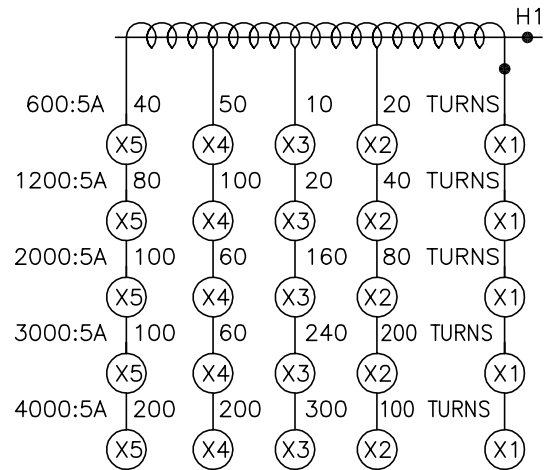 H1
600:5A 40 50 10 20 TURNS
X5 X4 X3 X2 X1
1200:5A 80 100 20 40 TURNS
X5 X4 X3 X2 X1
2000:5A 100 60 160 80 TURNS
X5 X4 X3 X2 X1
3000:5A 100 60 240 200 TURNS
X5 X4 X3 X2 X1
4000:5A 200 200 300 100 TURNS
X5 X4 X3 X2 X1